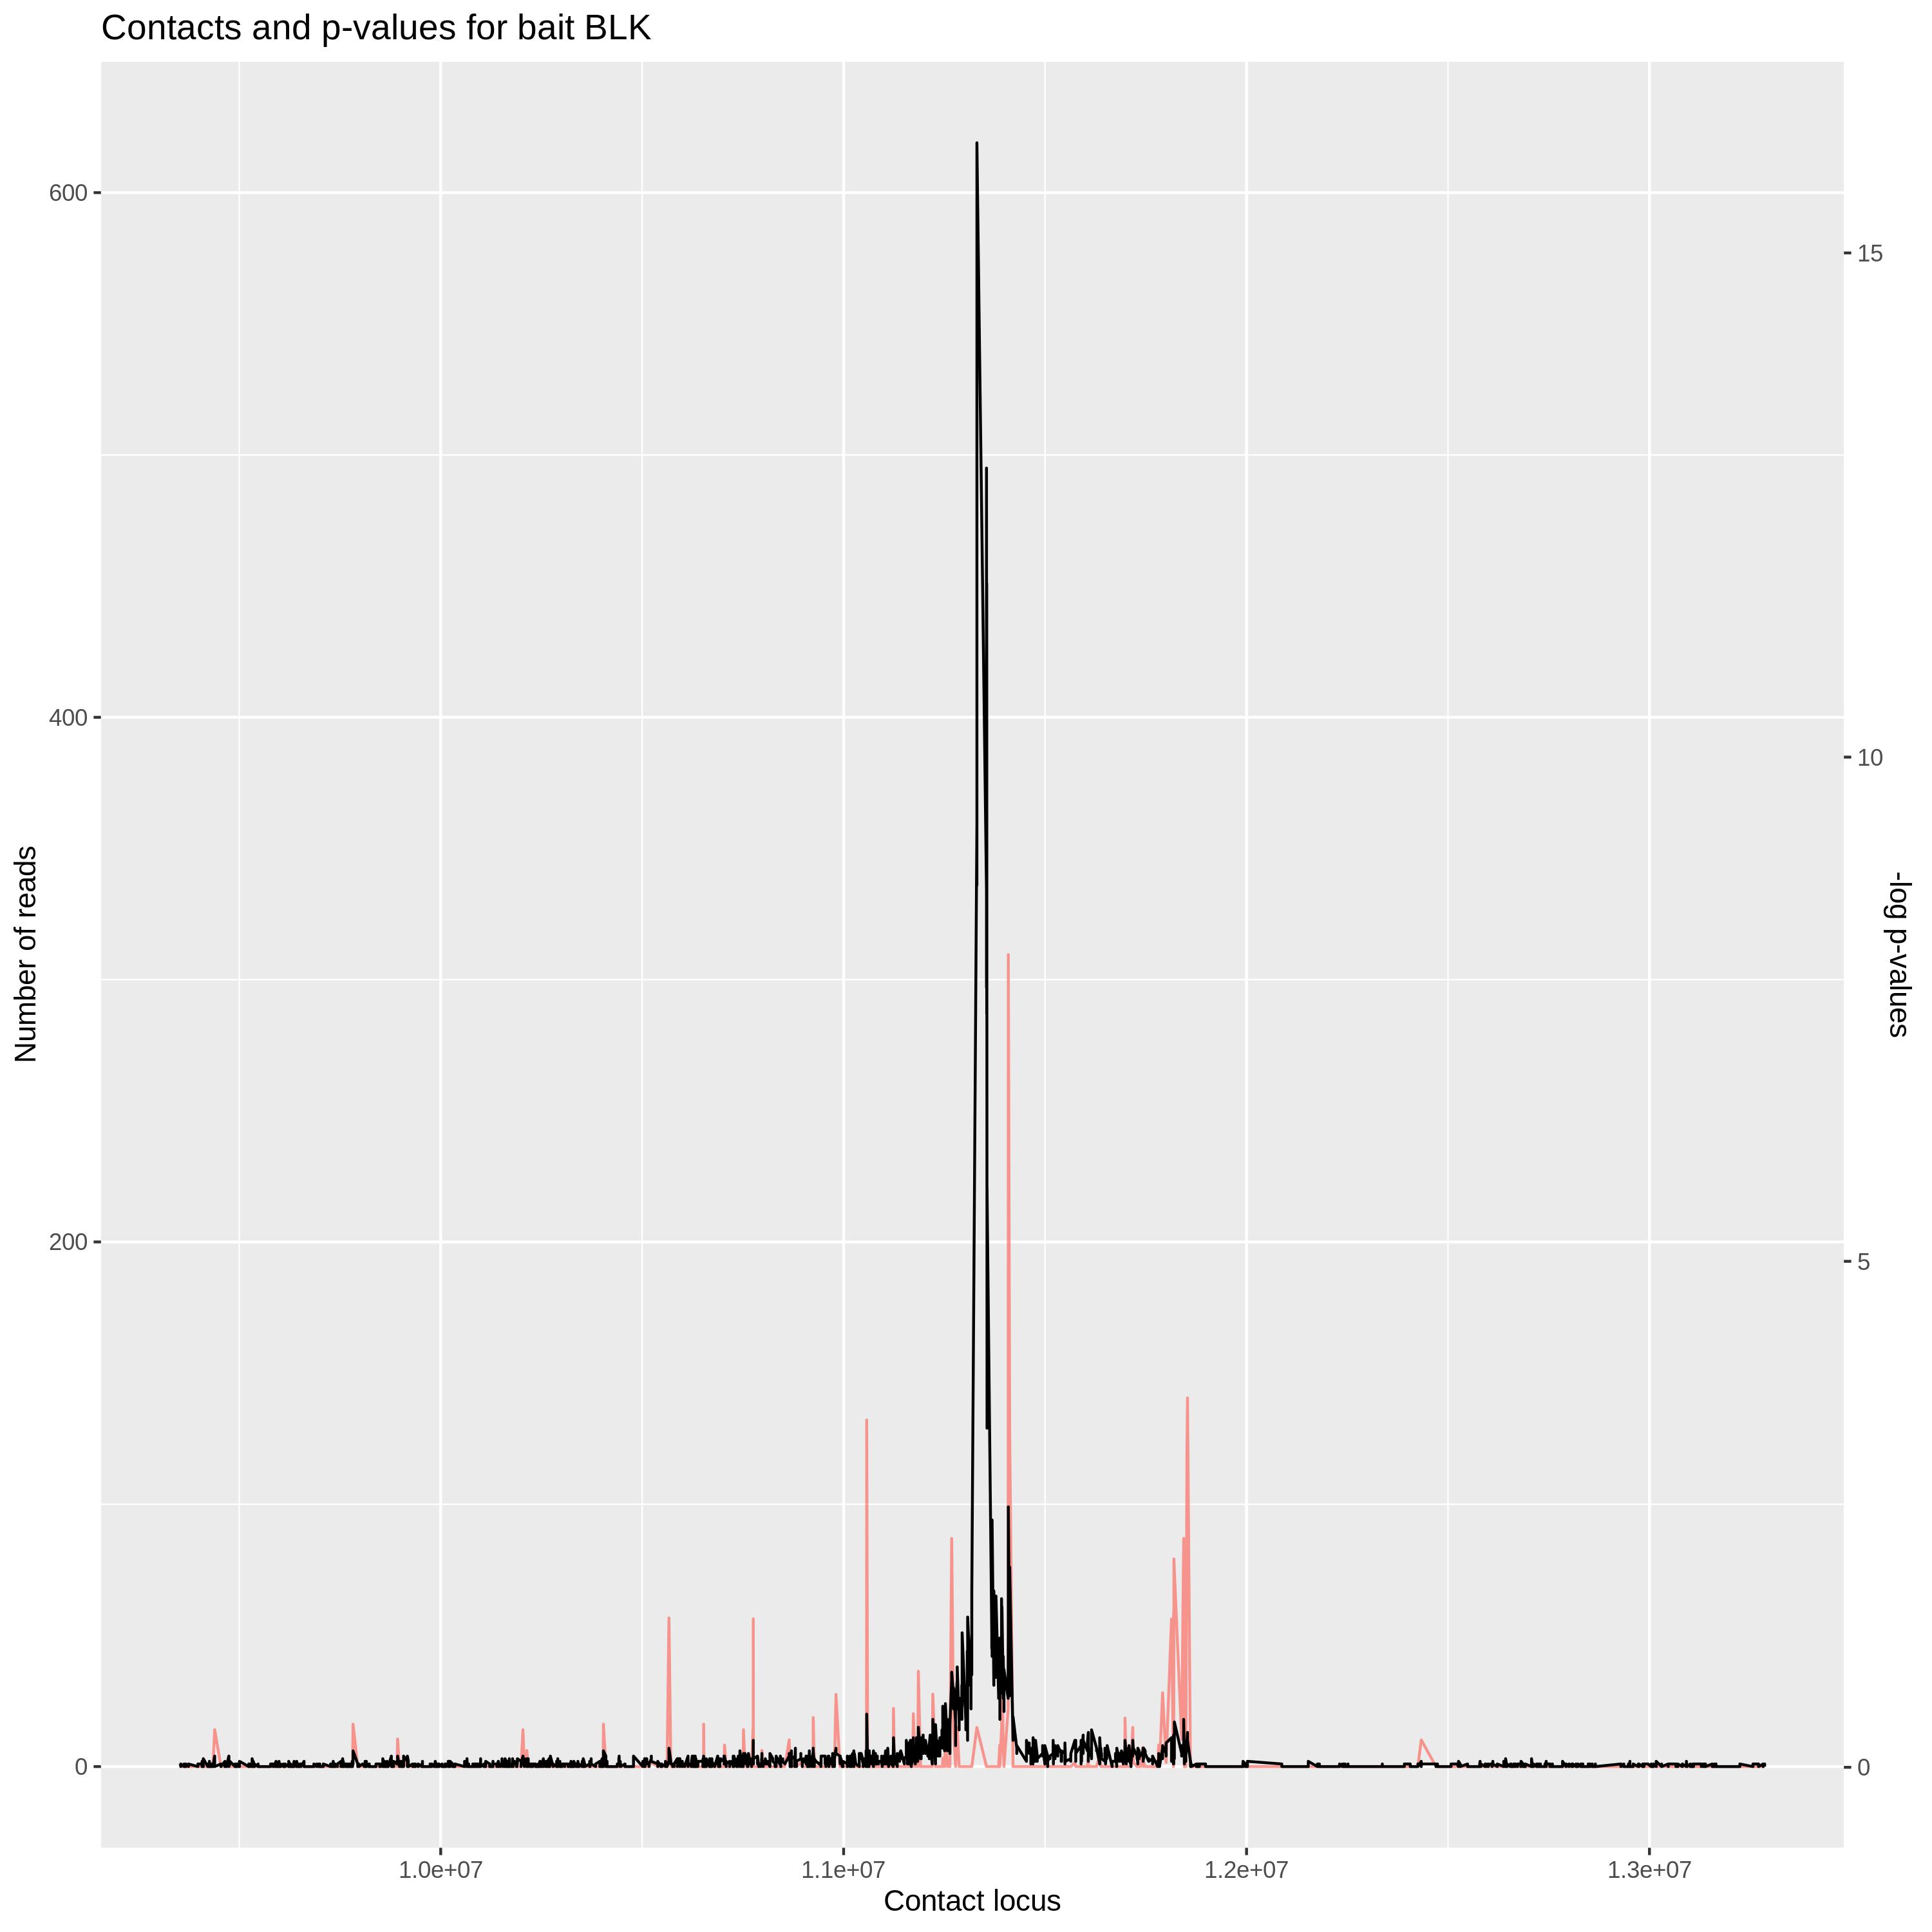 Contacts and p-values for bait BLK
600
400
200
0
15
10
5
0
Number of reads
-log p-values
1.0e+07 1.1e+07 1.2e+07 1.3e+07
Contact locus